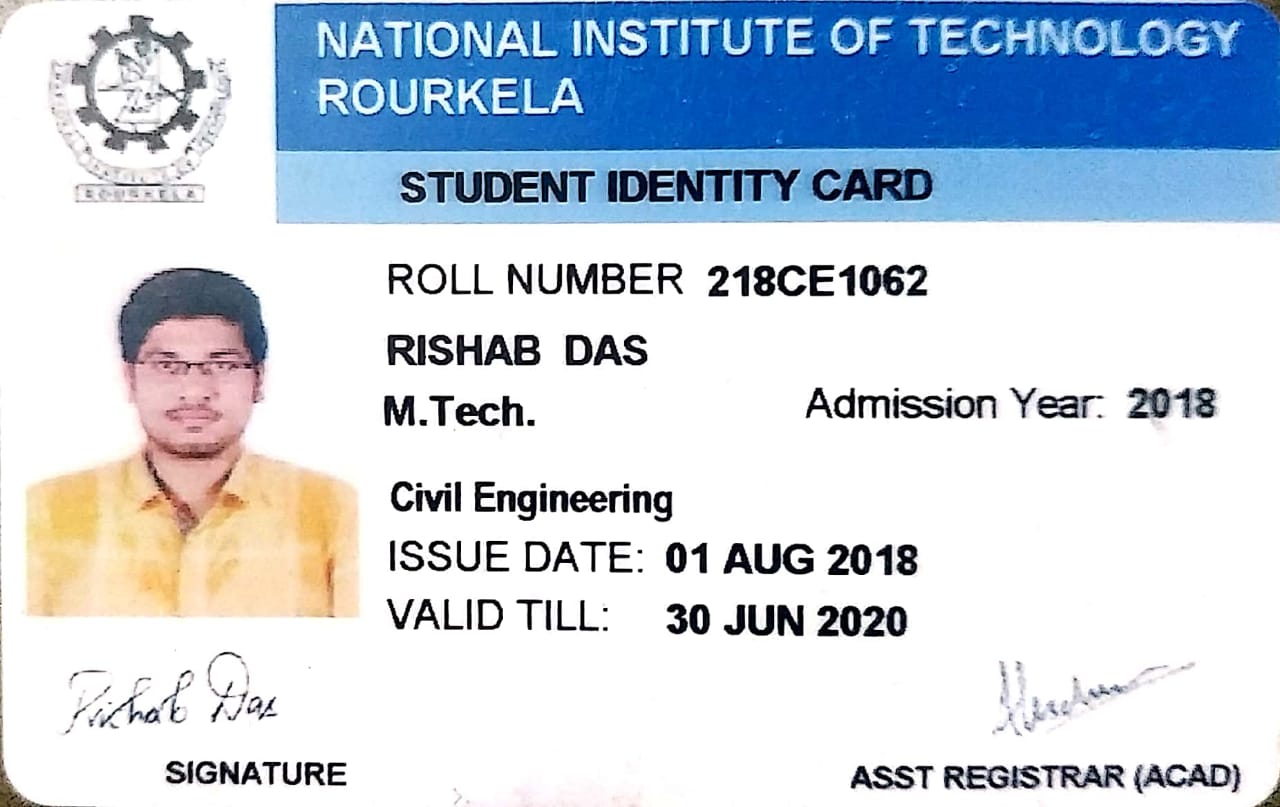 NATIONAL INSTITUTE OF TECHNOLOGY
ROURKELA
ROURKELA
STUDENT IDENTITY CARD
ROLL NUMBER 218CE1062
RISHAB DAS
M.Tech.
Admission Year: 2018
Civil Engineering
ISSUE DATE: 01 AUG 2018
VALID TILL: 30 JUN 2020
Rishab Das
SIGNATURE
ASST REGISTRAR (ACAD)